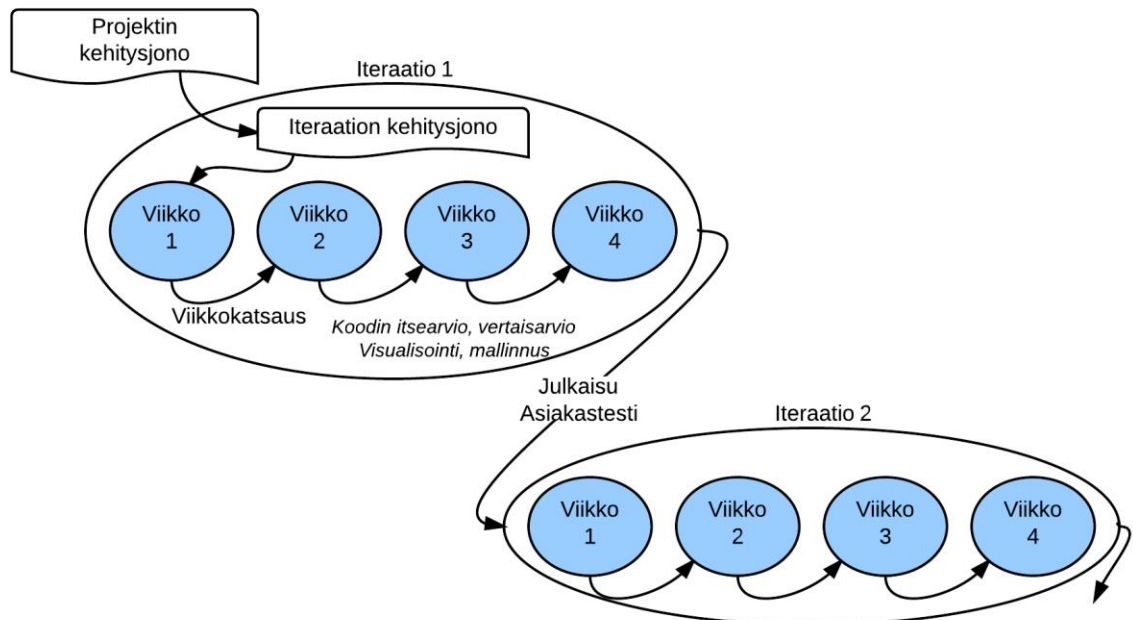 Projektin
kehitysjono
Iteraatio 1
Iteraation kehitysjono
Viikko
1
Viikko
2
Viikko
3
Viikko
4
Viikkokatsaus
Koodin itsearvio, vertaisarvio
Visualisointi, mallinnus
Julkaisu
Asiakastesti
Iteraatio 2
Viikko
1
Viikko
2
Viikko
3
Viikko
4